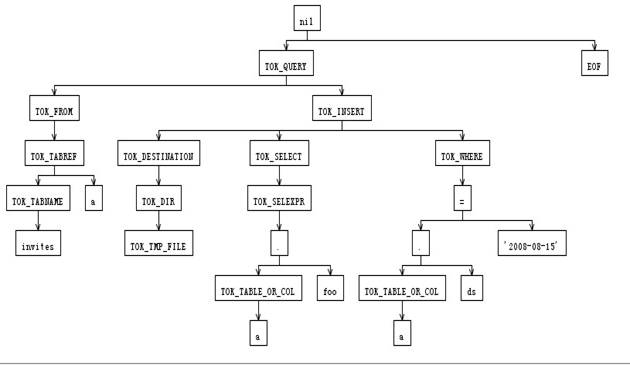 nil
TOK_QUERY EOF
TOK_FROM TOK_INSERT
TOK_TABREF TOK_DESTINATION TOK_SELECT TOK_WHERE
TOK_TABNAME a TOK_DIR TOK_SELEXPR =
invites TOK_TMP_FILE . . '2008-08-15'
TOK_TABLE_OR_COL foo TOK_TABLE_OR_COL ds
a a